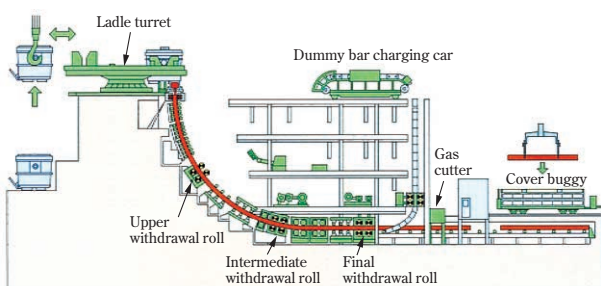 Ladle turret
Dummy bar charging car
Gas
cutter
Cover buggy
Upper
withdrawal roll
Intermediate
withdrawal roll
Final
withdrawal roll